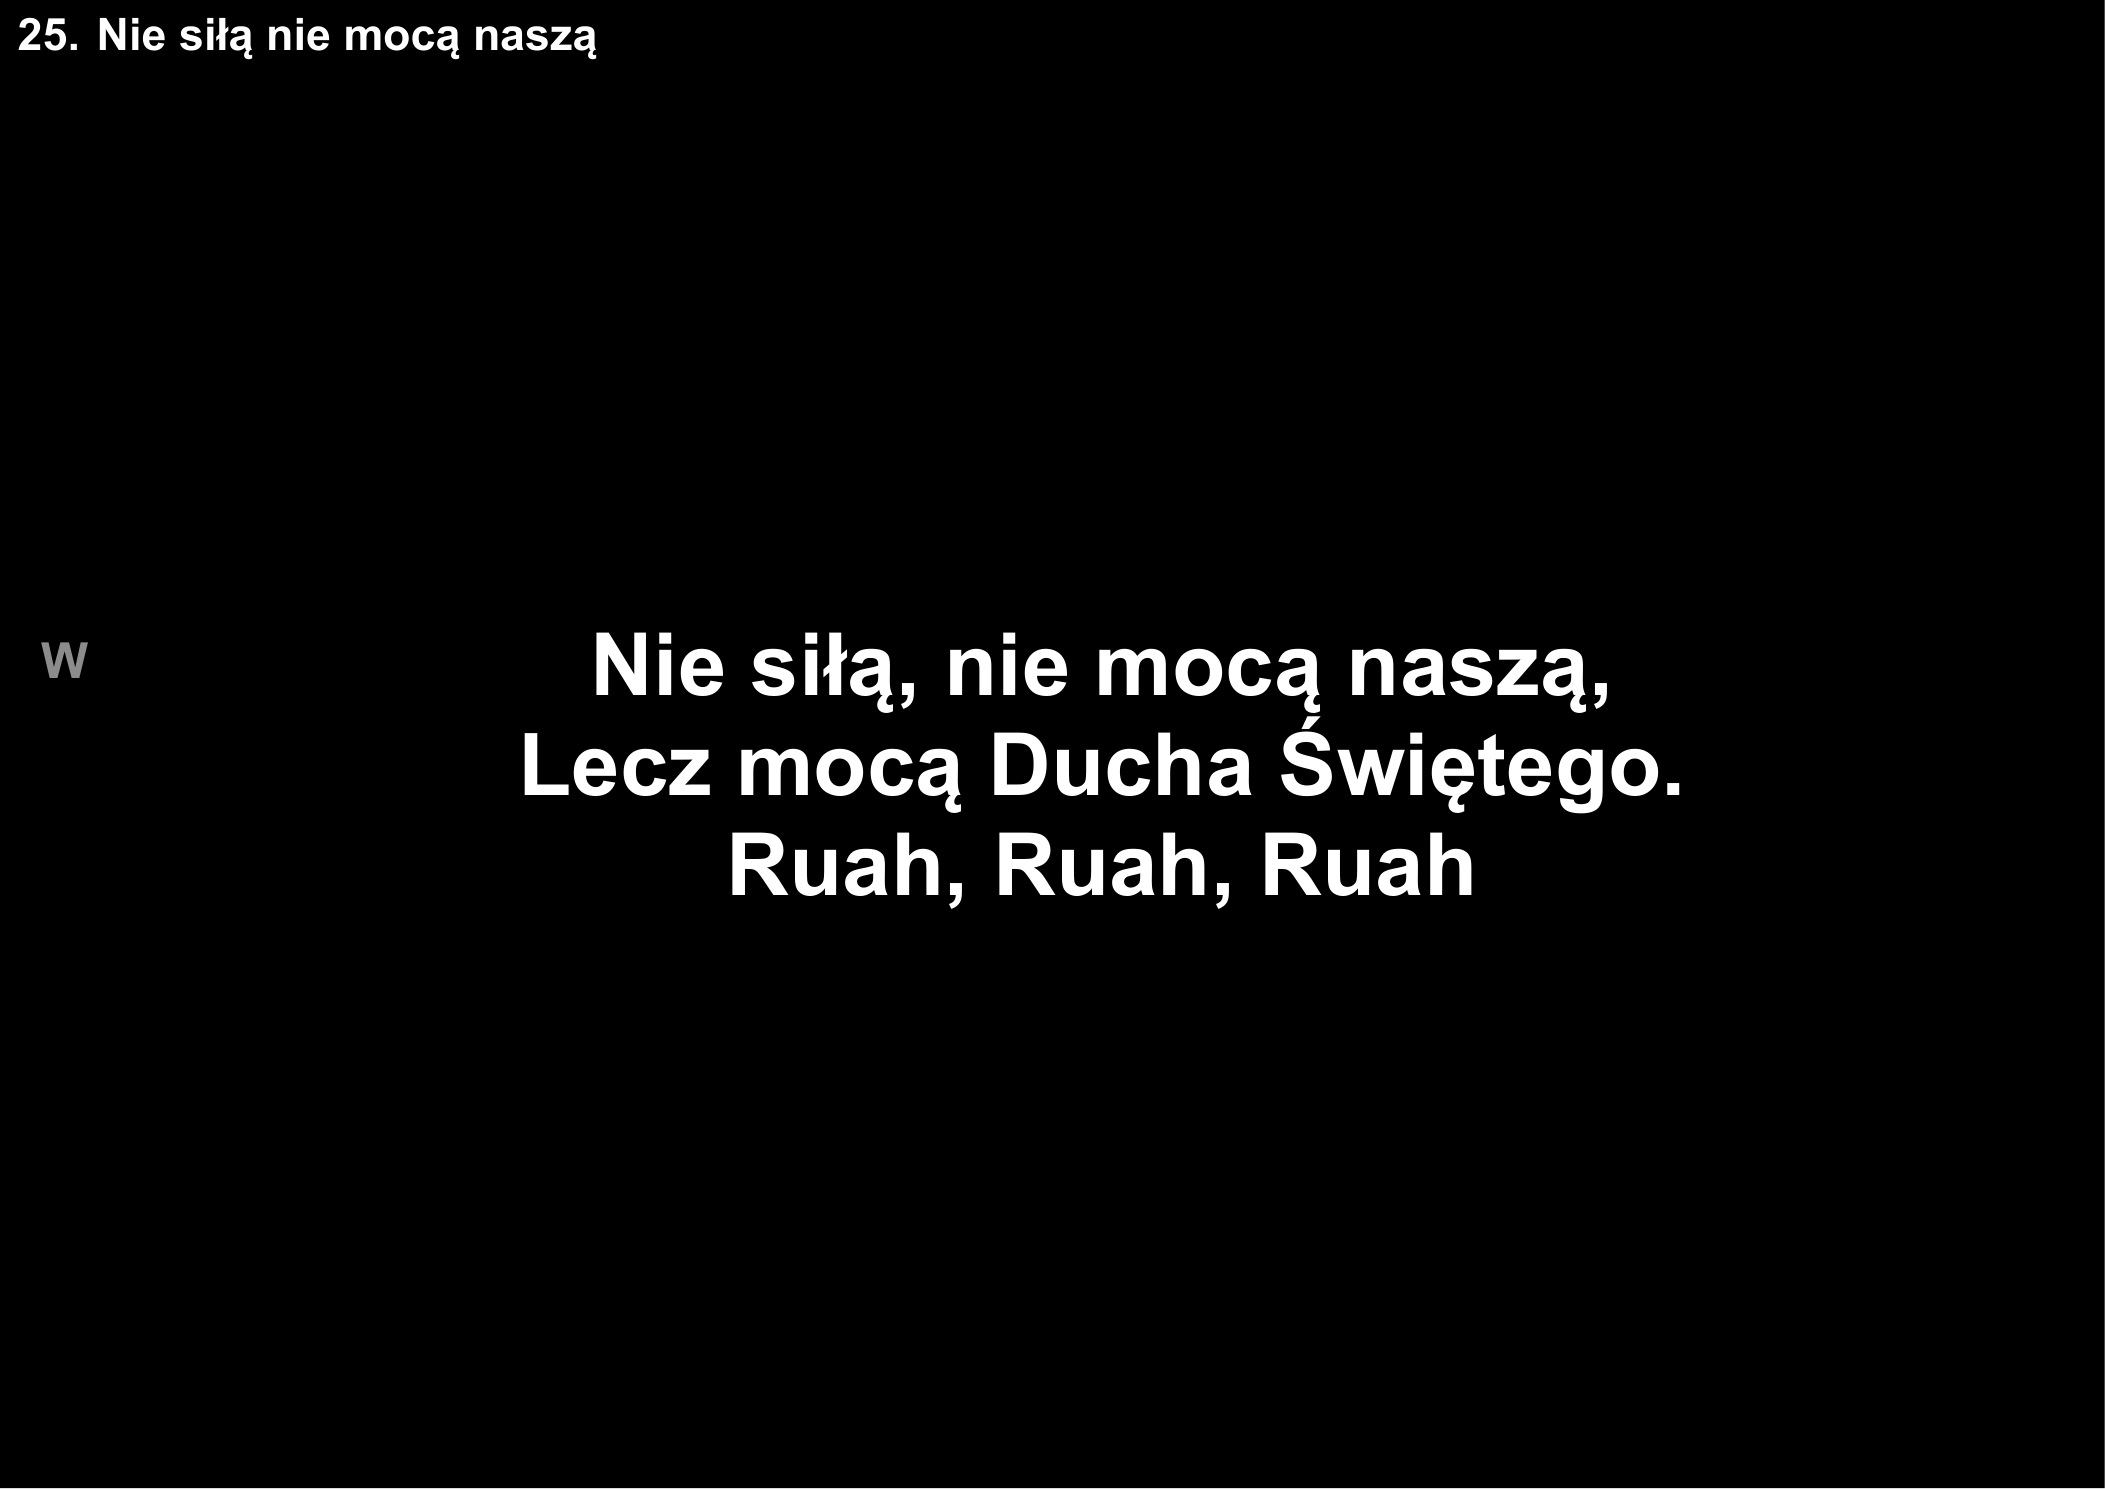 25. Nie siłą nie mocą naszą
W
Nie siłą, nie mocą naszą,
Lecz mocą Ducha Świętego.
Ruah, Ruah, Ruah